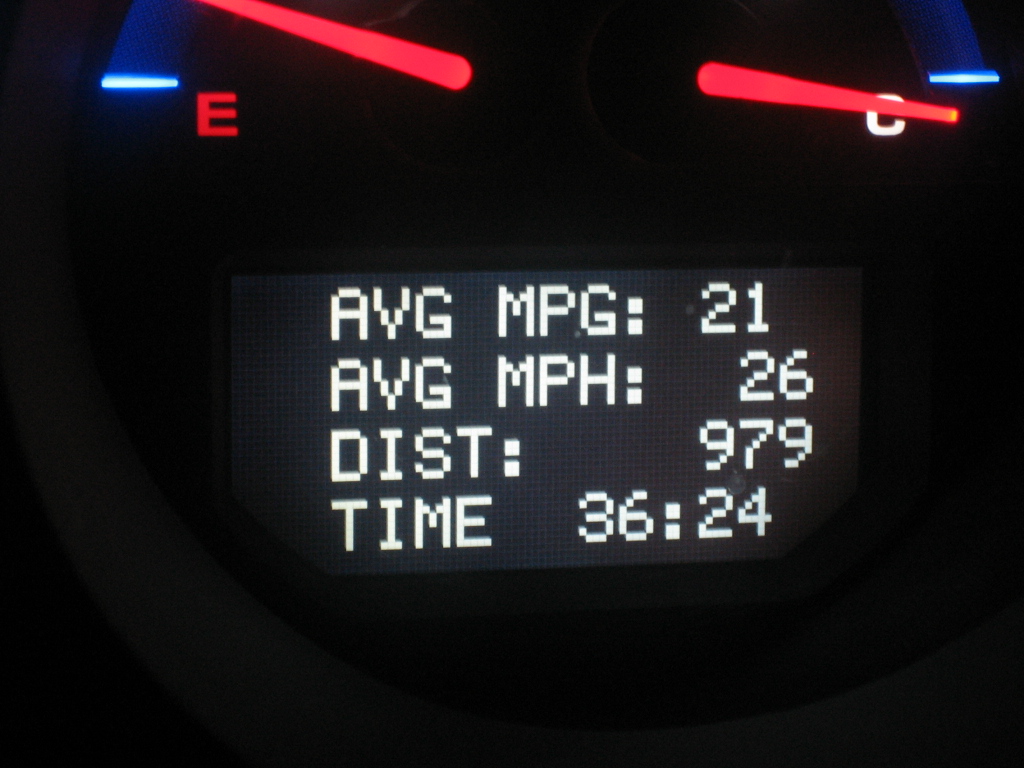 E
C
AVG MPG: 21
AVG MPH: 26
DIST: 979
TIME 36:24